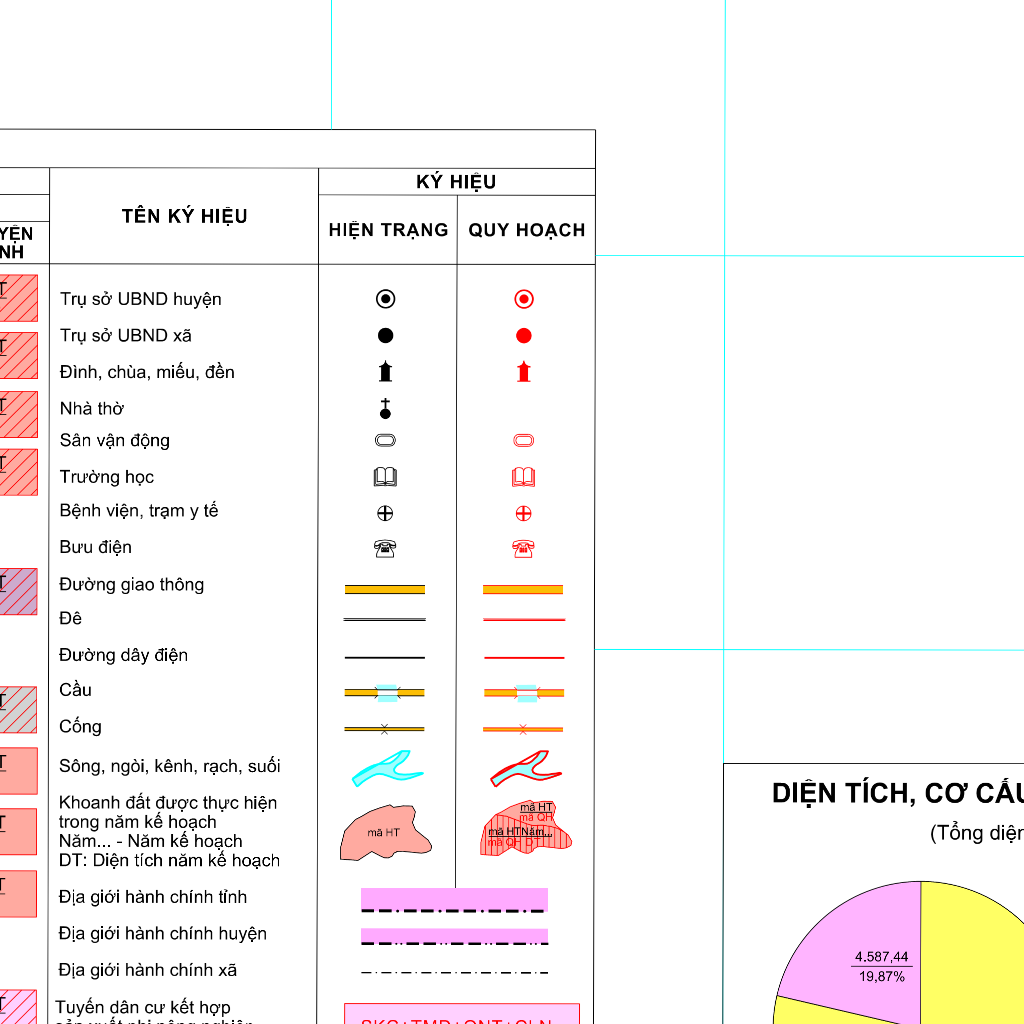 KÝ HIỆU
TÊN KÝ HIỆU
HIỆN TRẠNG
QUY HOẠCH
Trụ sở UBND huyện
Trụ sở UBND xã
Đình, chùa, miếu, đền
Nhà thờ
Sân vận động
Trường học
Bệnh viện, trạm y tế
Bưu điện
Đường giao thông
Đê
Đường dây điện
Cầu
Cống
Sông, ngòi, kênh, rạch, suối
Khoanh đất được thực hiện
trong năm kế hoạch
Năm... - Năm kế hoạch
DT: Diện tích năm kế hoạch
mã HT
mã HT
mã QH
mã HTNăm...
mã QH DT
Địa giới hành chính tỉnh
Địa giới hành chính huyện
Địa giới hành chính xã
Tuyến dân cư kết hợp
DIỆN TÍCH, CƠ CẤU
(Tổng diện
4.587,44
19,87%